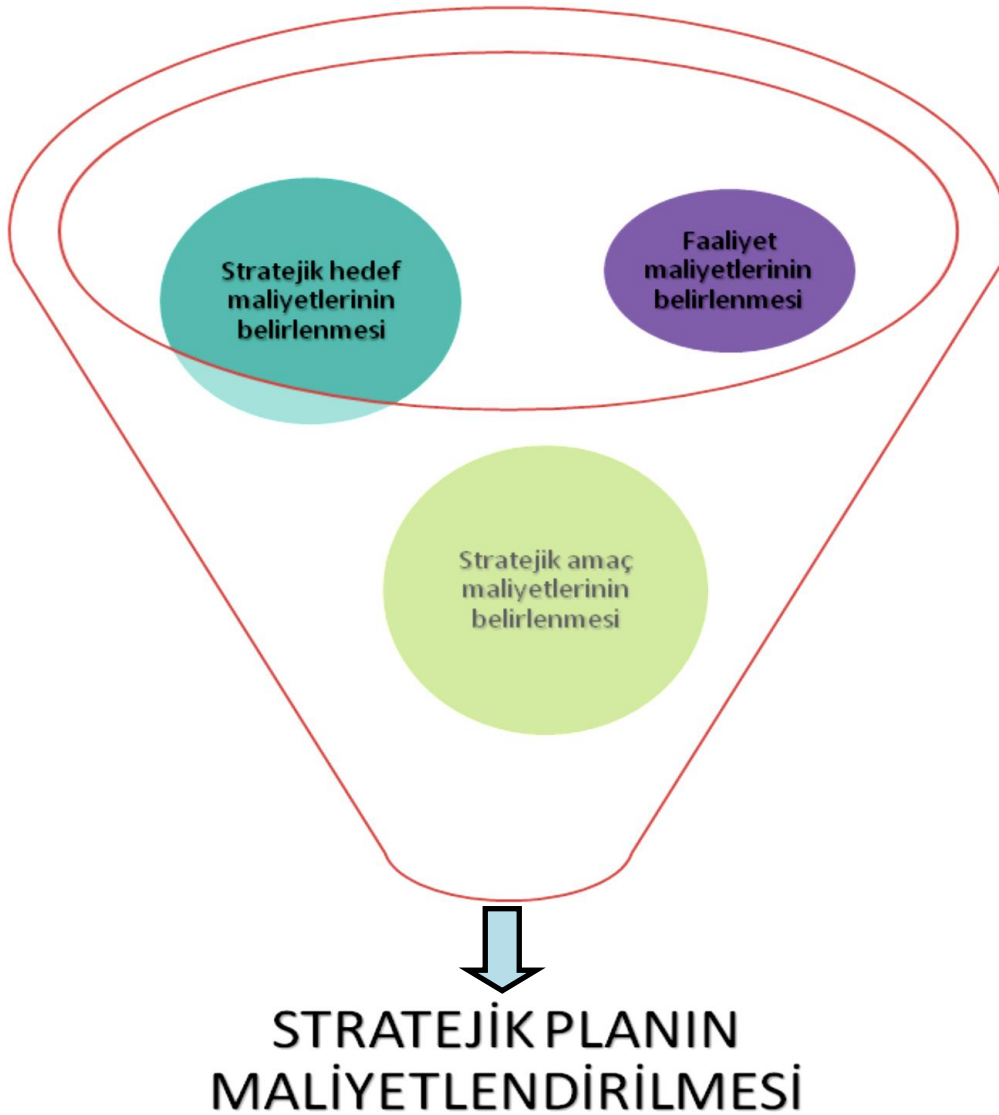 Stratejik hedef
maliyetlerinin
belirlenmesi
Faaliyet
maliyetlerinin
belirlenmesi
Stratejik amaç
maliyetlerinin
belirlenmesi
STRATEJİK PLANIN
MALİYETLENDİRİLMESİ